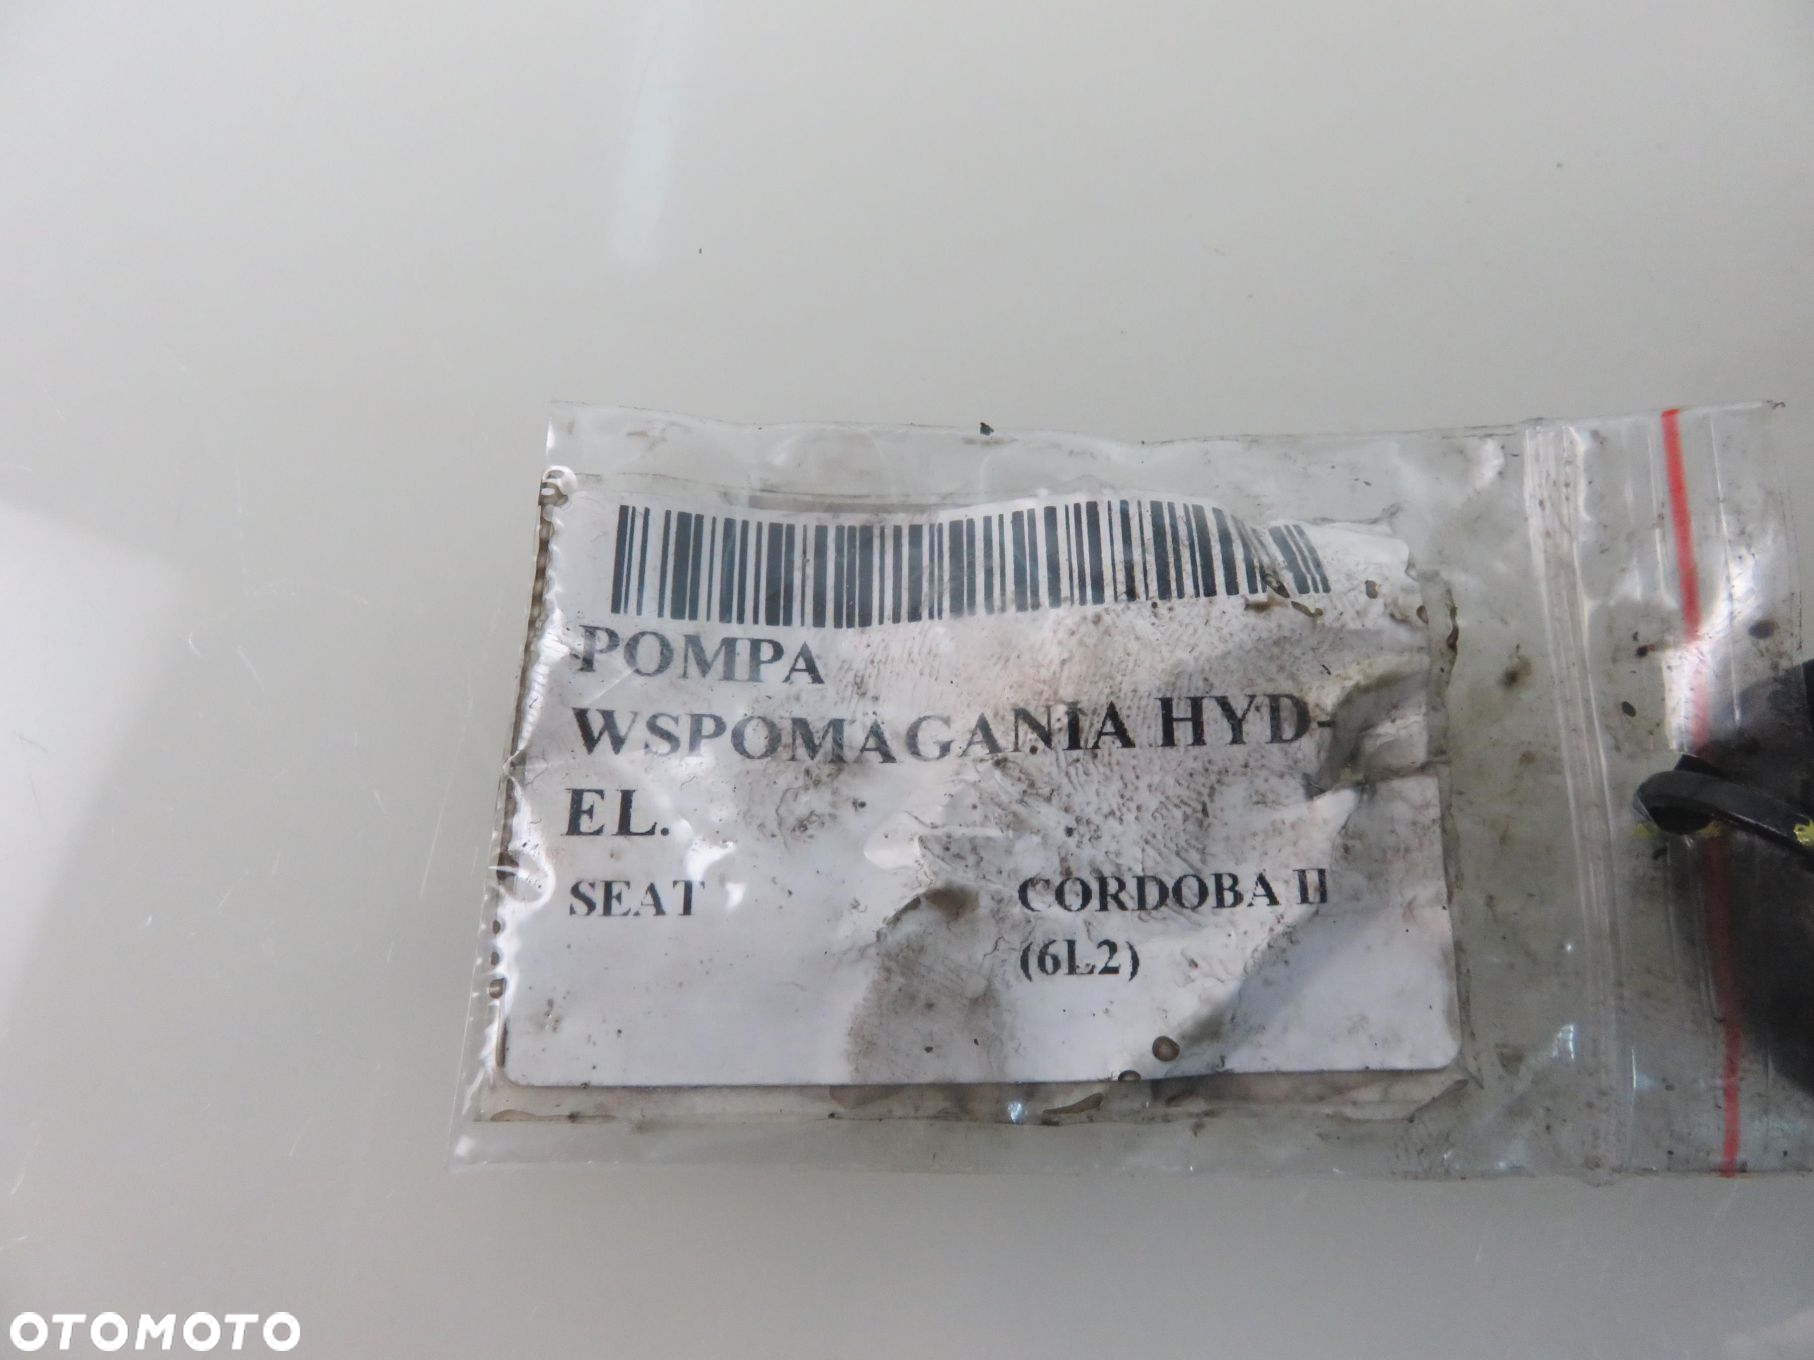 POMPA
WSPOMAGANIA HYD-
EL.
SEAT CORDOBA II
(6L2)
OTOMOTO